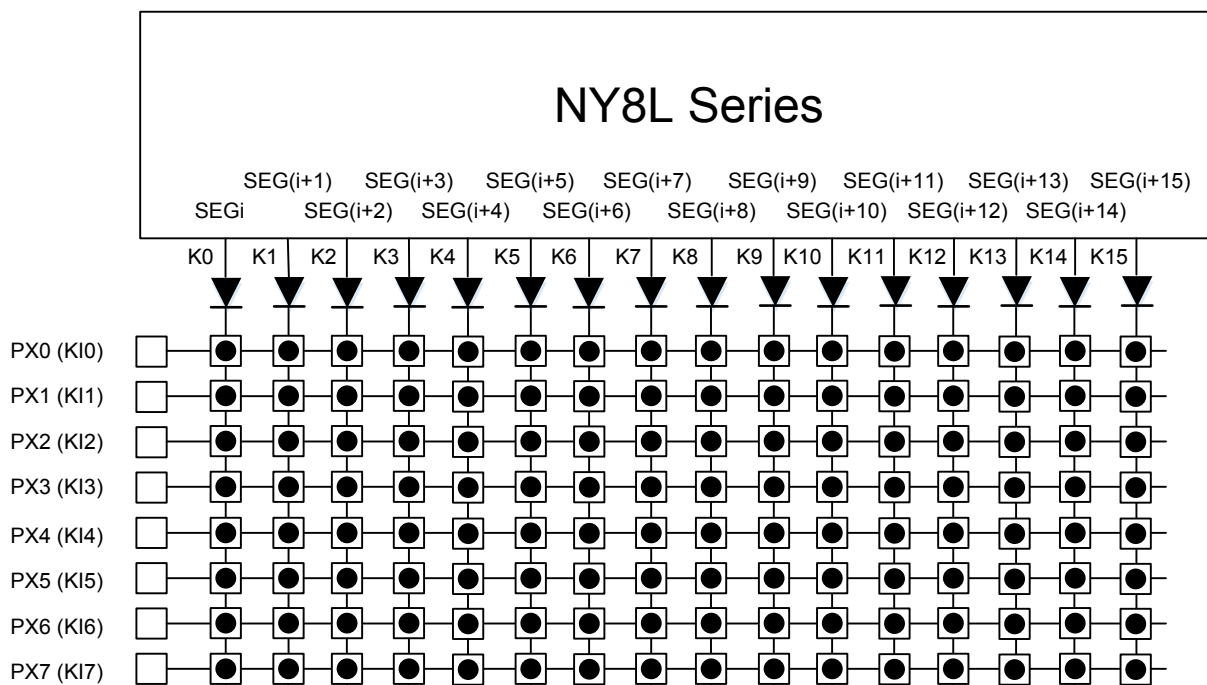 NY8L Series
SEG(i+1) SEG(i+3) SEG(i+5) SEG(i+7) SEG(i+9) SEG(i+11) SEG(i+13) SEG(i+15)
SEGi SEG(i+2) SEG(i+4) SEG(i+6) SEG(i+8) SEG(i+10) SEG(i+12) SEG(i+14)
K0 K1 K2 K3 K4 K5 K6 K7 K8 K9 K10 K11 K12 K13 K14 K15
PX0 (KI0)
PX1 (KI1)
PX2 (KI2)
PX3 (KI3)
PX4 (KI4)
PX5 (KI5)
PX6 (KI6)
PX7 (KI7)